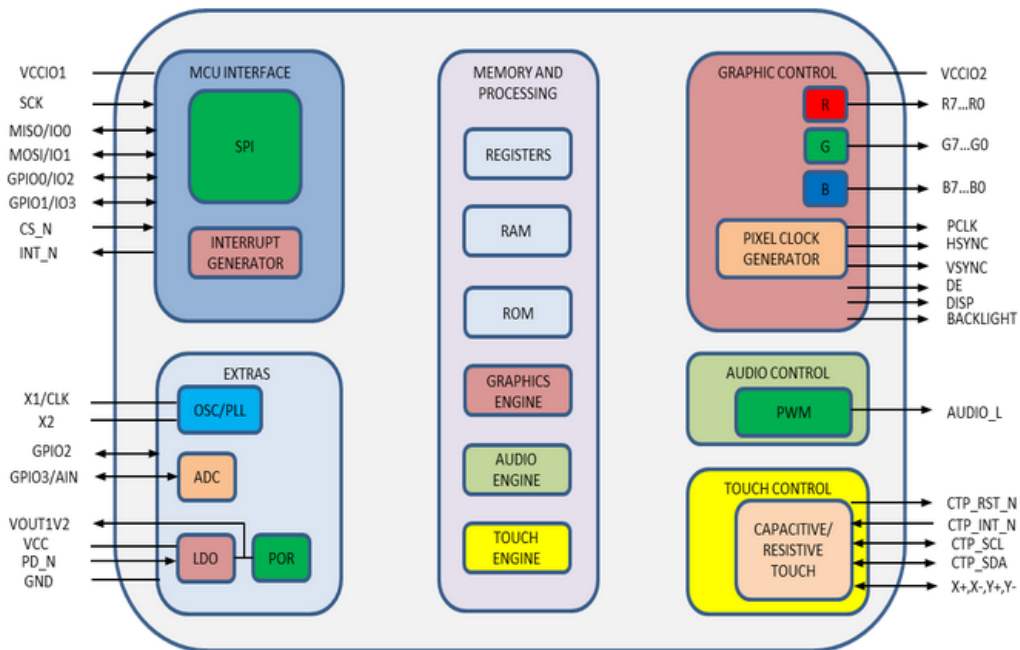 VCCIO1
SCK
MISO/IO0
MOSI/IO1
GPIO0/IO2
GPIO1/IO3
CS_N
INT_N
MCU INTERFACE
SPI
INTERRUPT
GENERATOR
X1/CLK
X2
GPIO2
GPIO3/AIN
VOUT1V2
VCC
PD_N
GND
EXTRAS
OSC/PLL
ADC
LDO
POR
MEMORY AND
PROCESSING
REGISTERS
RAM
ROM
GRAPHICS
ENGINE
AUDIO
ENGINE
TOUCH
ENGINE
GRAPHIC CONTROL
R
G
B
PIXEL CLOCK
GENERATOR
VCCIO2
R7...R0
G7...G0
B7...B0
PCLK
HSYNC
VSYNC
DE
DISP
BACKLIGHT
AUDIO CONTROL
PWM
AUDIO_L
TOUCH CONTROL
CAPACITIVE/
RESISTIVE
TOUCH
CTP_RST_N
CTP_INT_N
CTP_SCL
CTP_SDA
X+,X-,Y+,Y-